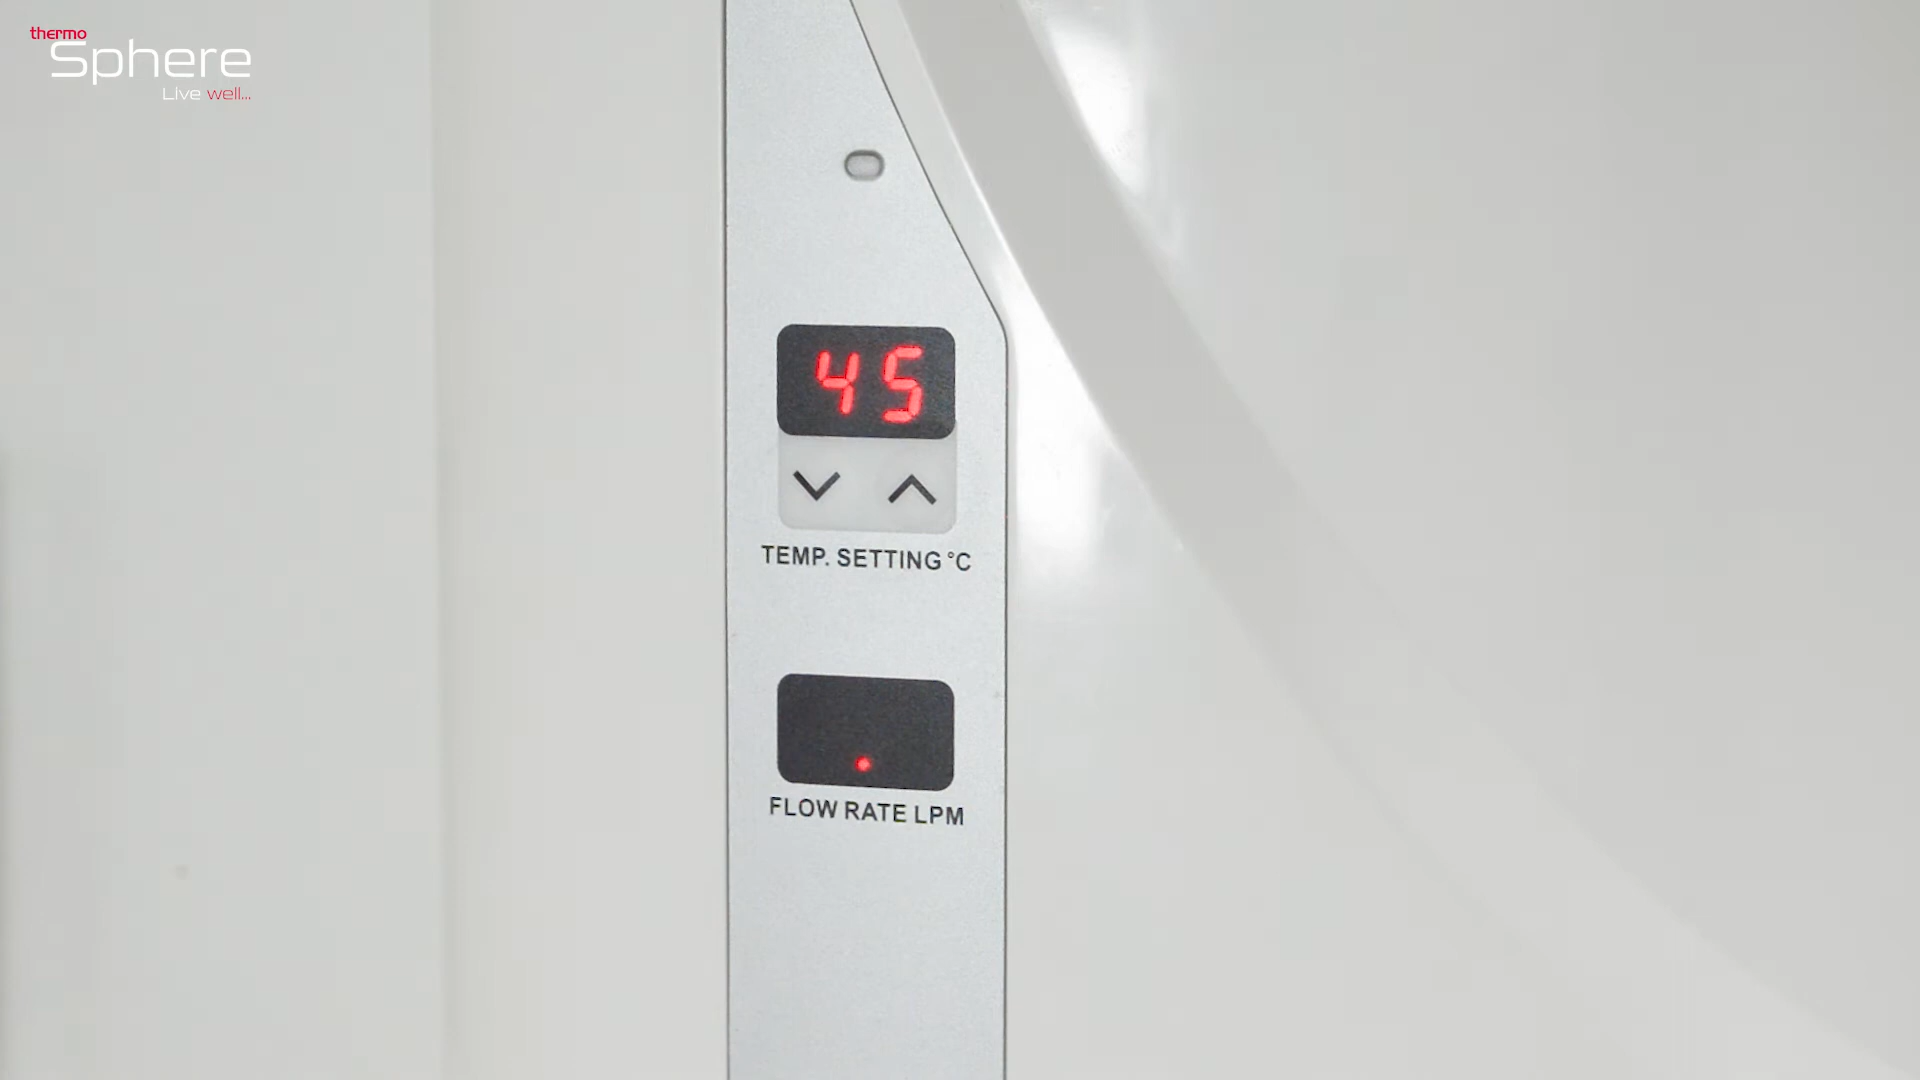 thermo
Sphere
Live well...
45
TEMP. SETTING °C
.
FLOW RATE LPM